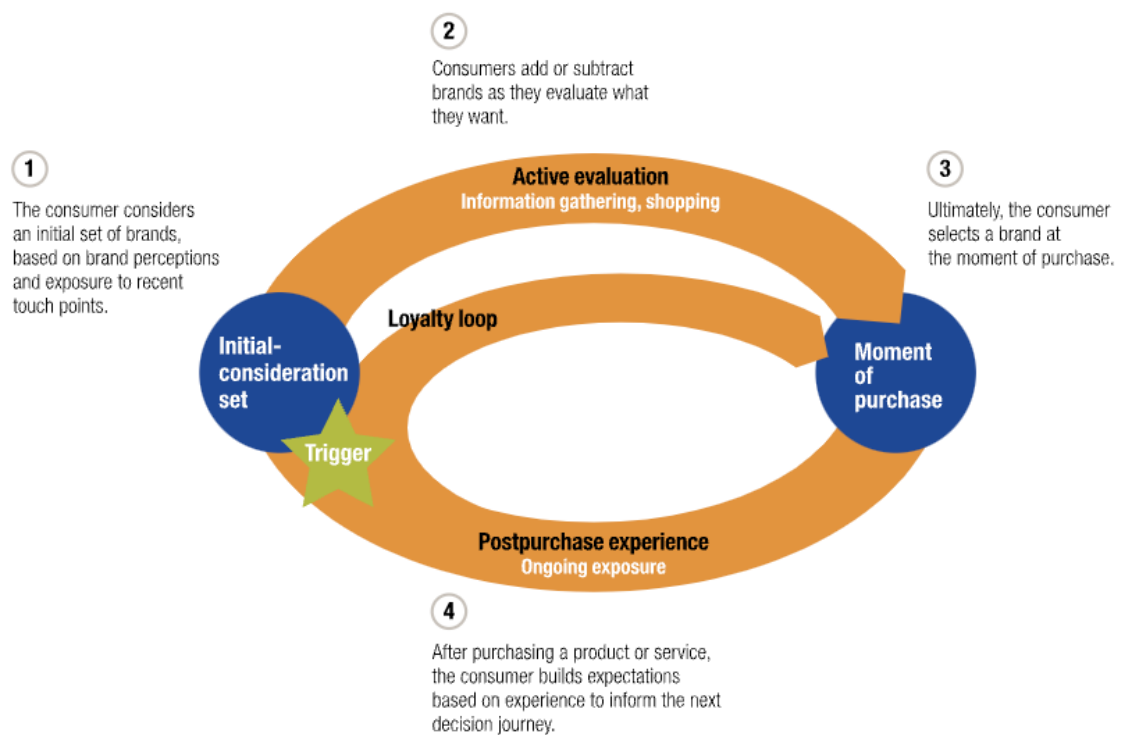 1
The consumer considers
an initial set of brands,
based on brand perceptions
and exposure to recent
touch points.
2
Consumers add or subtract
brands as they evaluate what
they want.
3
Ultimately, the consumer
selects a brand at
the moment of purchase.
Active evaluation
Information gathering, shopping
Loyalty loop
Initial-
consideration
set
Trigger
Moment
of
purchase
Postpurchase experience
Ongoing exposure
4
After purchasing a product or service,
the consumer builds expectations
based on experience to inform the next
decision journey.